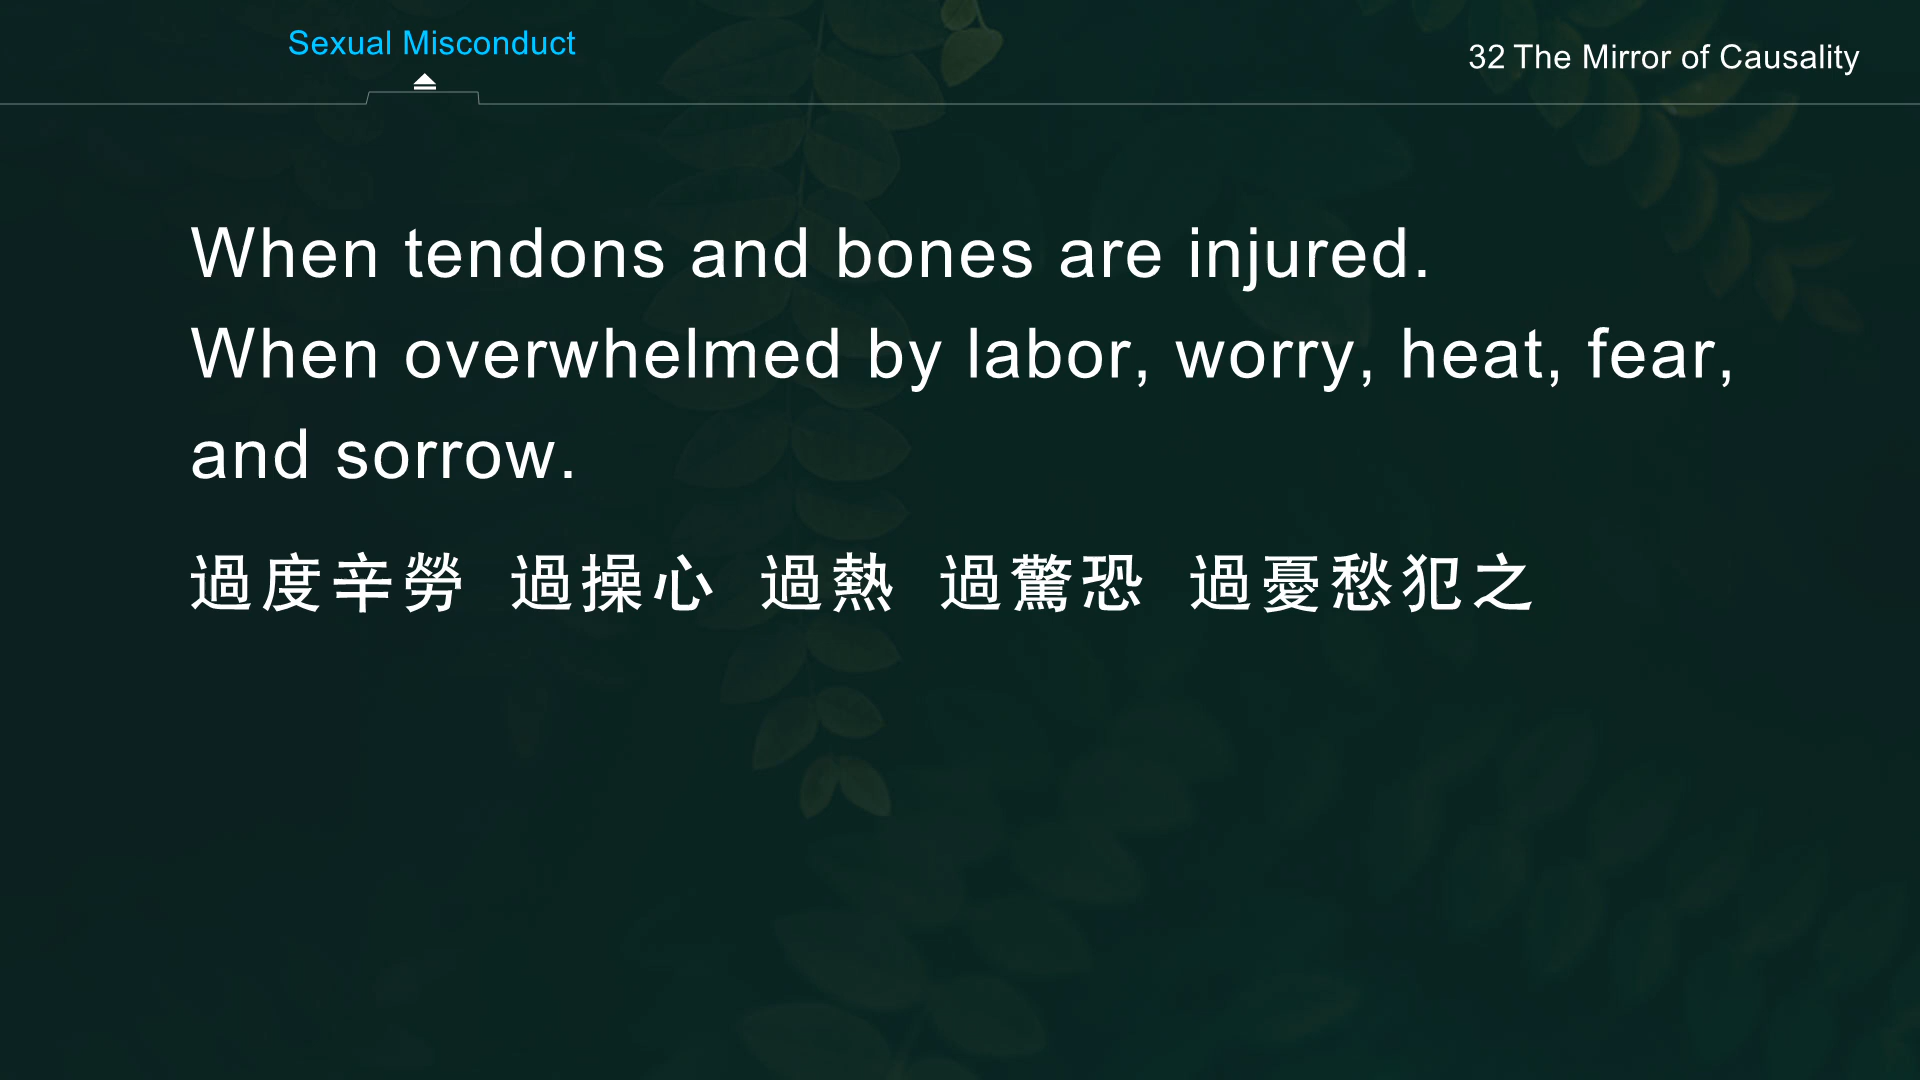 Sexual Misconduct
32 The Mirror of Causality
When tendons and bones are injured.
When overwhelmed by labor, worry, heat, fear,
and sorrow.
過度辛勞 過操心 過熱 過驚恐 過憂愁犯之